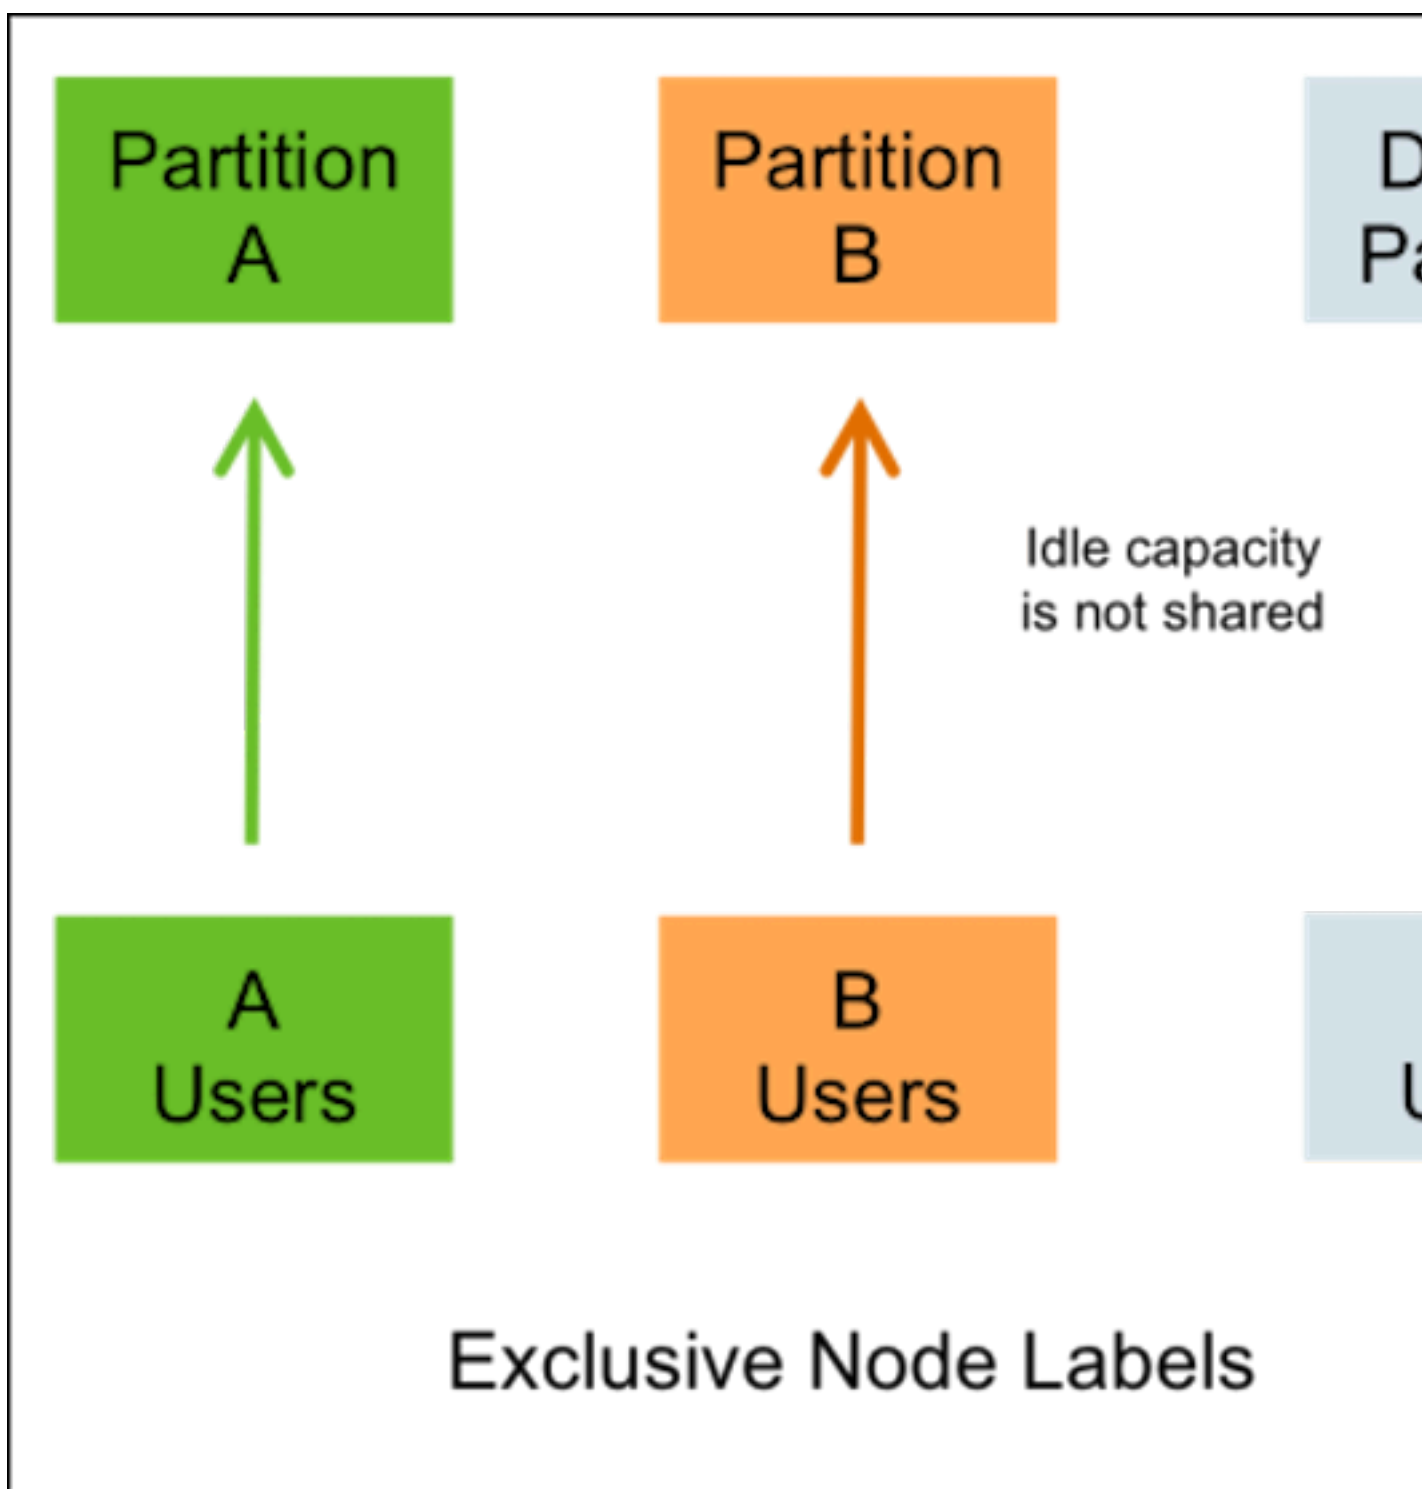 Partition
A
Partition
B
Idle capacity
is not shared
A
Users
B
Users
Exclusive Node Labels